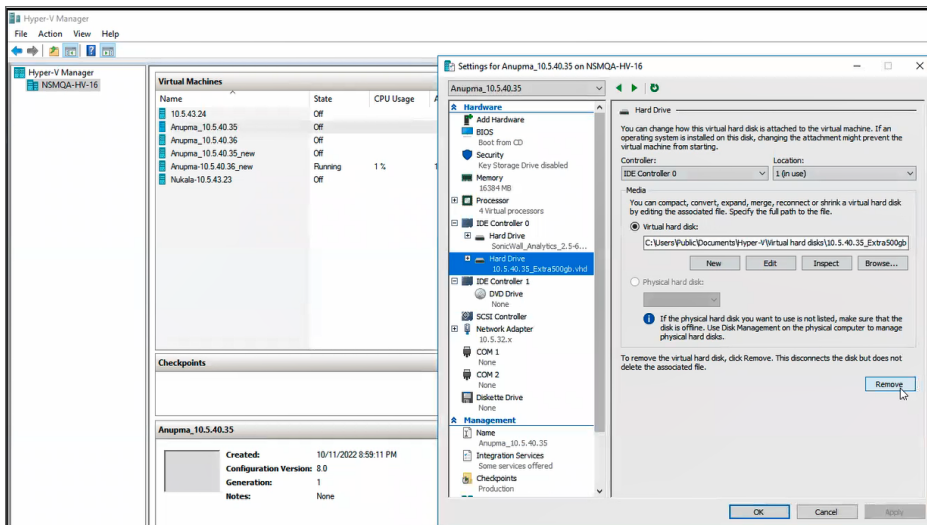 Hyper-V Manager
File Action View Help
Hyper-V Manager
NSMQA-HV-16
Virtual Machines
Name State CPU Usage
10.5.43.24 Off
Anupma_10.5.40.35 Off
Anupma_10.5.40.36 Off
Anupma_10.5.40.35_new Off
Anupma-10.5.40.36_new Running 1 %
Nukala-10.5.43.23 Off
Checkpoints
Anupma_10.5.40.35
Created: 10/11/2022 8:59:11 PM
Configuration Version: 8.0
Generation: 1
Notes: None
Settings for Anupma_10.5.40.35 on NSMQA-HV-16
Anupma_10.5.40.35
Hardware
Add Hardware
BIOS
Boot from CD
Security
Key Storage Drive disabled
Memory
16384 MB
Processor
4 Virtual processors
IDE Controller 0
Hard Drive
SonicWall_Analytics_2.5-6...
Hard Drive
10.5.40.35_Extra500gb.vhd
IDE Controller 1
DVD Drive
None
SCSI Controller
Network Adapter
10.5.32.x
COM 1
None
COM 2
None
Diskette Drive
None
Management
Name
Anupma_10.5.40.35
Integration Services
Some services offered
Checkpoints
Production
Hard Drive
You can change how this virtual hard disk is attached to the virtual machine. If an
operating system is installed on this disk, changing the attachment might prevent the
virtual machine from starting.
Controller: Location:
IDE Controller 0 1 (in use)
Media
You can compact, convert, expand, merge, reconnect or shrink a virtual hard disk
by editing the associated file. Specify the full path to the file.
Virtual hard disk:
C:\Users\Public\Documents\Hyper-V\Virtual hard disks\10.5.40.35_Extra500gb
New Edit Inspect Browse...
Physical hard disk:
If the physical hard disk you want to use is not listed, make sure that the
disk is offline. Use Disk Management on the physical computer to manage
physical hard disks.
To remove the virtual hard disk, click Remove. This disconnects the disk but does not
delete the associated file.
Remove
OK Cancel Apply